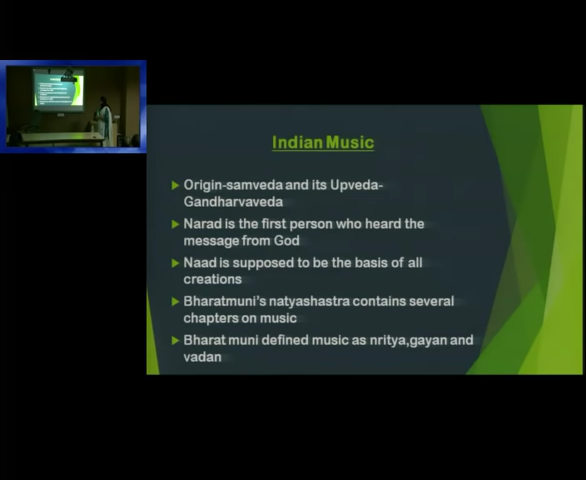 Indian Music
Origin-samveda and its Upveda-
Gandharvaveda
Narad is the first person who heard the
message from God
Naad is supposed to be the basis of all
creations
Bharatmuni's natyashastra contains several
chapters on music
Bharat muni defined music as nritya,gayan and
vadan